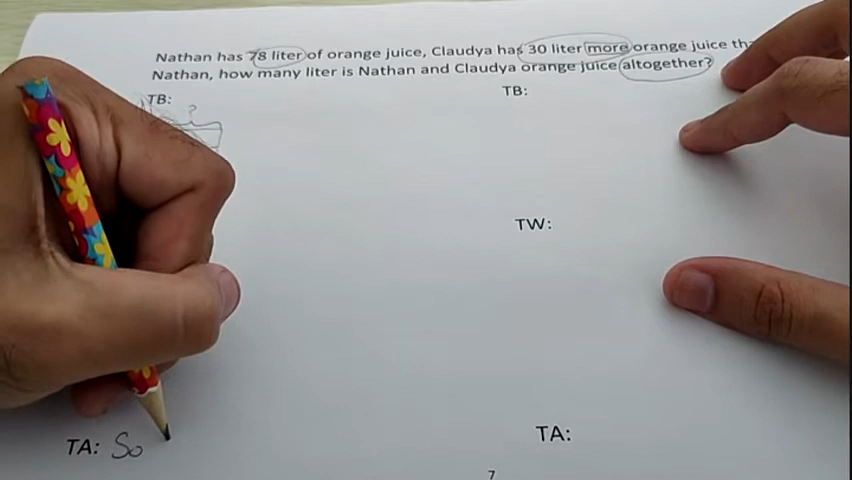 Nathan has 78 liter of orange juice, Claudya has 30 liter more orange juice
Nathan, how many liter is Nathan and Claudya orange juice altogether?
TB:
TB:
?
TW:
TA: So
TA:
7